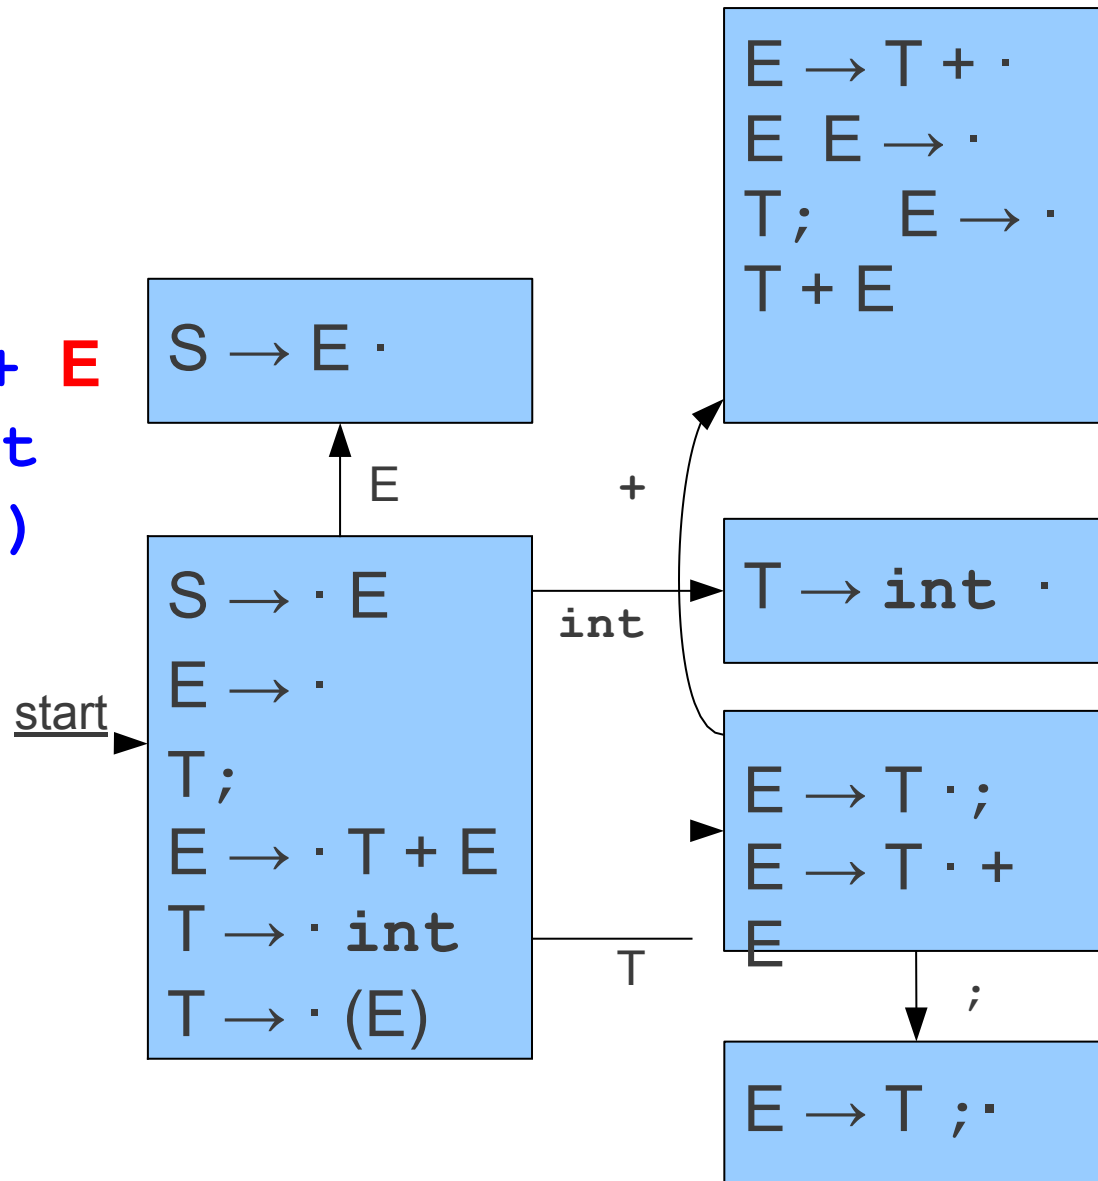 E → T + ·
E E → ·
T ; E → ·
T + E
S → E ·
+ E
t
)
E
+
S → · E
E → ·
T ;
E → · T + E
T → · int
T → · (E)
start
int
T → int ·
T
E → T · ;
E → T · +
E
;
E → T ; ·